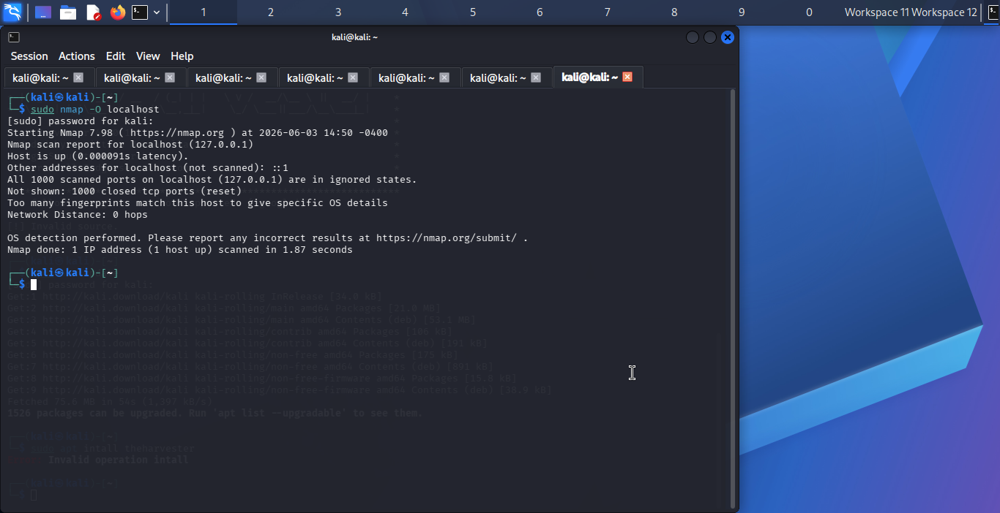 1 2 3 4 5 6 7 8 9 0 Workspace 11 Workspace 12
kali@kali: ~
Session Actions Edit View Help
kali@kali: ~ kali@kali: ~ kali@kali: ~ kali@kali: ~ kali@kali: ~ kali@kali: ~ kali@kali: ~
┌──(kali㉿kali)-[~]
└─$ sudo nmap -O localhost
[sudo] password for kali:
Starting Nmap 7.98 ( https://nmap.org ) at 2026-06-03 14:50 -0400
Nmap scan report for localhost (127.0.0.1)
Host is up (0.000091s latency).
Other addresses for localhost (not scanned): ::1
All 1000 scanned ports on localhost (127.0.0.1) are in ignored states.
Not shown: 1000 closed tcp ports (reset)
Too many fingerprints match this host to give specific OS details
Network Distance: 0 hops
Invalid source.
OS detection performed. Please report any incorrect results at https://nmap.org/submit/ .
Nmap done: 1 IP address (1 host up) scanned in 1.87 seconds
┌──(kali㉿kali)-[~]
└─$
password for kali:
Get:1 http://kali.download/kali kali-rolling InRelease [34.0 kB]
Get:2 http://kali.download/kali kali-rolling/main amd64 Packages [21.0 MB]
Get:3 http://kali.download/kali kali-rolling/main amd64 Contents (deb) [53.1 MB]
Get:4 http://kali.download/kali kali-rolling/contrib amd64 Packages [106 kB]
Get:5 http://kali.download/kali kali-rolling/contrib amd64 Contents (deb) [181 kB]
Get:6 http://kali.download/kali kali-rolling/non-free amd64 Packages [175 kB]
Get:7 http://kali.download/kali kali-rolling/non-free amd64 Contents (deb) [891 kB]
Get:8 http://kali.download/kali kali-rolling/non-free-firmware amd64 Packages [15.8 kB]
Get:9 http://kali.download/kali kali-rolling/non-free-firmware amd64 Contents (deb) [38.9 kB]
Fetched 75.6 MB in 54s (1,397 kB/s)
1526 packages can be upgraded. Run 'apt list --upgradable' to see them.
┌──(kali㉿kali)-[~]
└─$ sudo apt intall theharvester
Invalid operation intall
┌──(kali㉿kali)-[~]
└─$